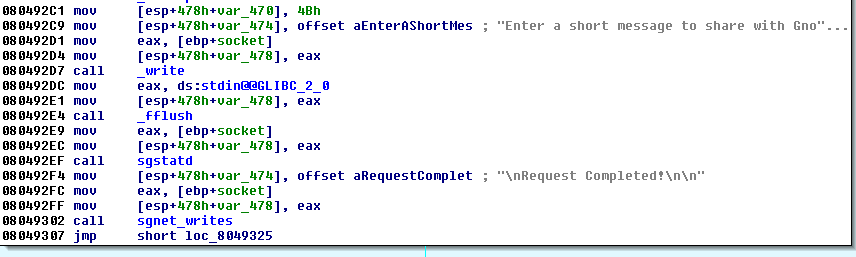 080492C1 mov [esp+478h+var_470], 4Bh
080492C9 mov [esp+478h+var_474], offset aEnterAShortMes ; "Enter a short message to share with Gno"...
080492D1 mov eax, [ebp+socket]
080492D4 mov [esp+478h+var_478], eax
080492D7 call _write
080492DC mov eax, ds:stdin@@GLIBC_2_0
080492E1 mov [esp+478h+var_478], eax
080492E4 call _fflush
080492E9 mov eax, [ebp+socket]
080492EC mov [esp+478h+var_478], eax
080492EF call sgstatd
080492F4 mov [esp+478h+var_474], offset aRequestComplet ; "\nRequest Completed!\n\n"
080492FC mov eax, [ebp+socket]
080492FF mov [esp+478h+var_478], eax
08049302 call sgnet_writes
08049307 jmp short loc_8049325